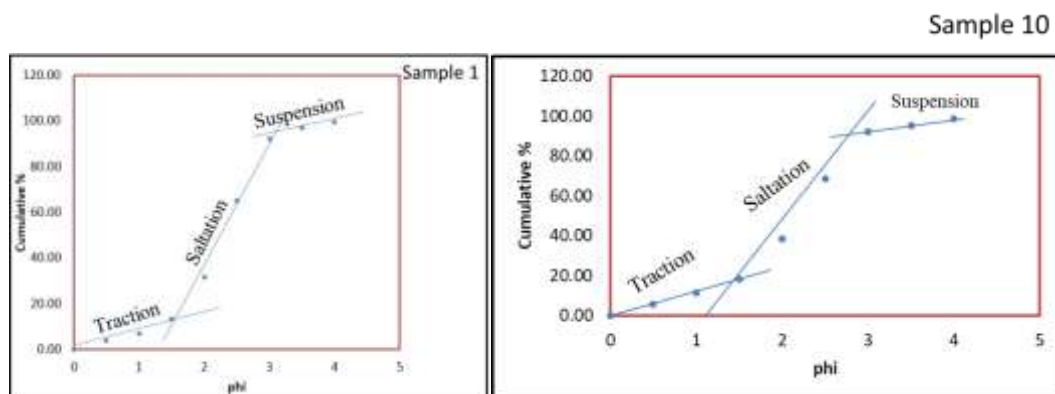 Sample 10
Sample 1
120.00
100.00
80.00
60.00
40.00
20.00
0.00
Cumulative %
Traction
Saltation
Suspension
0 1 2 3 4 5
phi
120.00
100.00
80.00
60.00
40.00
20.00
0.00
Cumulative %
Traction
Saltation
Suspension
0 1 2 3 4 5
phi